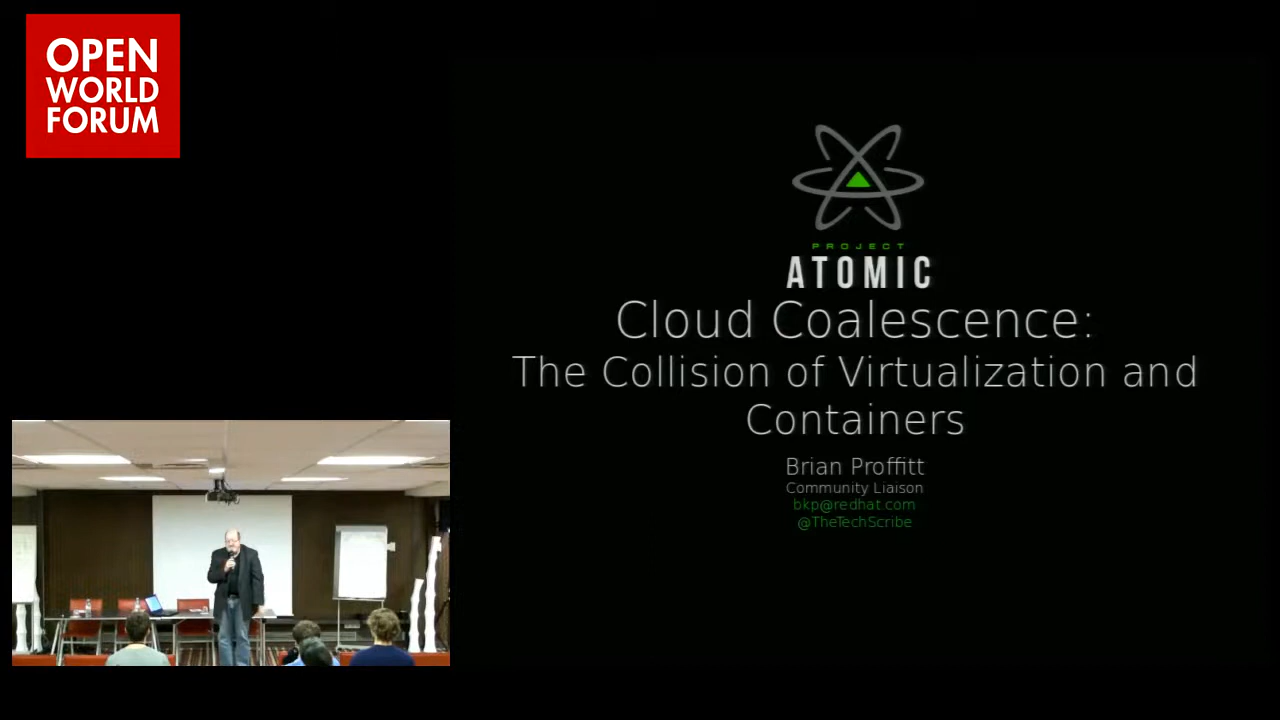 OPEN
WORLD
FORUM
PROJECT
ATOMIC
Cloud Coalescence:
The Collision of Virtualization and
Containers
Brian Proffitt
Community Liaison
bkp@redhat.com
@TheTechScribe